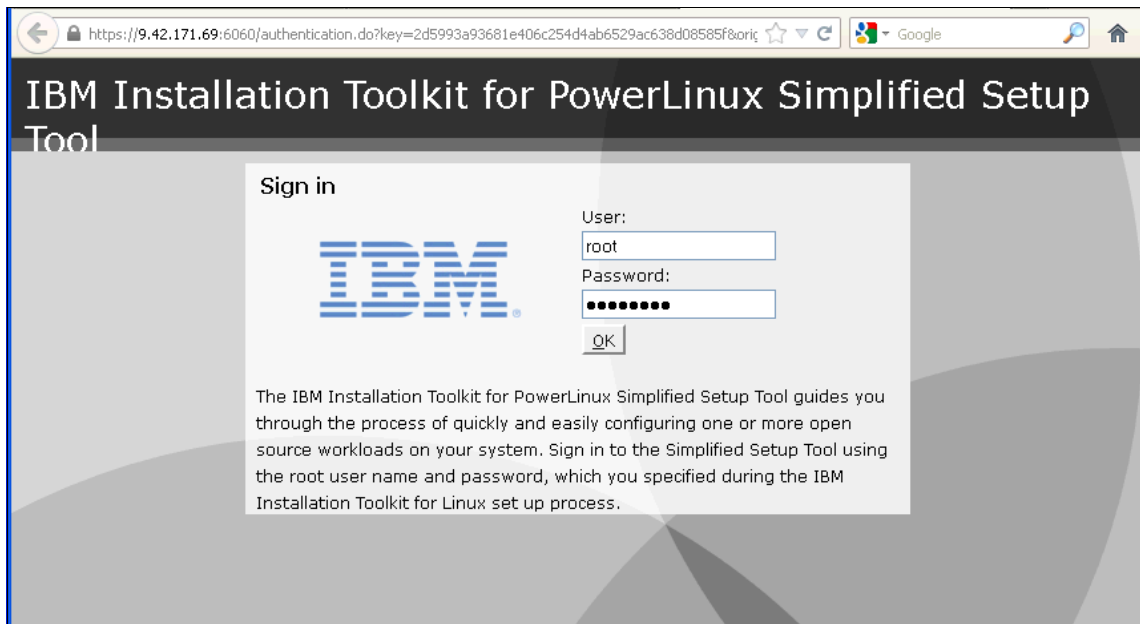 https://9.42.171.69:6060/authentication.do?key=2d5993a93681e406c254d4ab6529ac638d08585f&orig
Google
IBM Installation Toolkit for PowerLinux Simplified Setup
Tool
Sign in
IBM®
User:
root
Password:
OK
The IBM Installation Toolkit for PowerLinux Simplified Setup Tool guides you
through the process of quickly and easily configuring one or more open
source workloads on your system. Sign in to the Simplified Setup Tool using
the root user name and password, which you specified during the IBM
Installation Toolkit for Linux set up process.